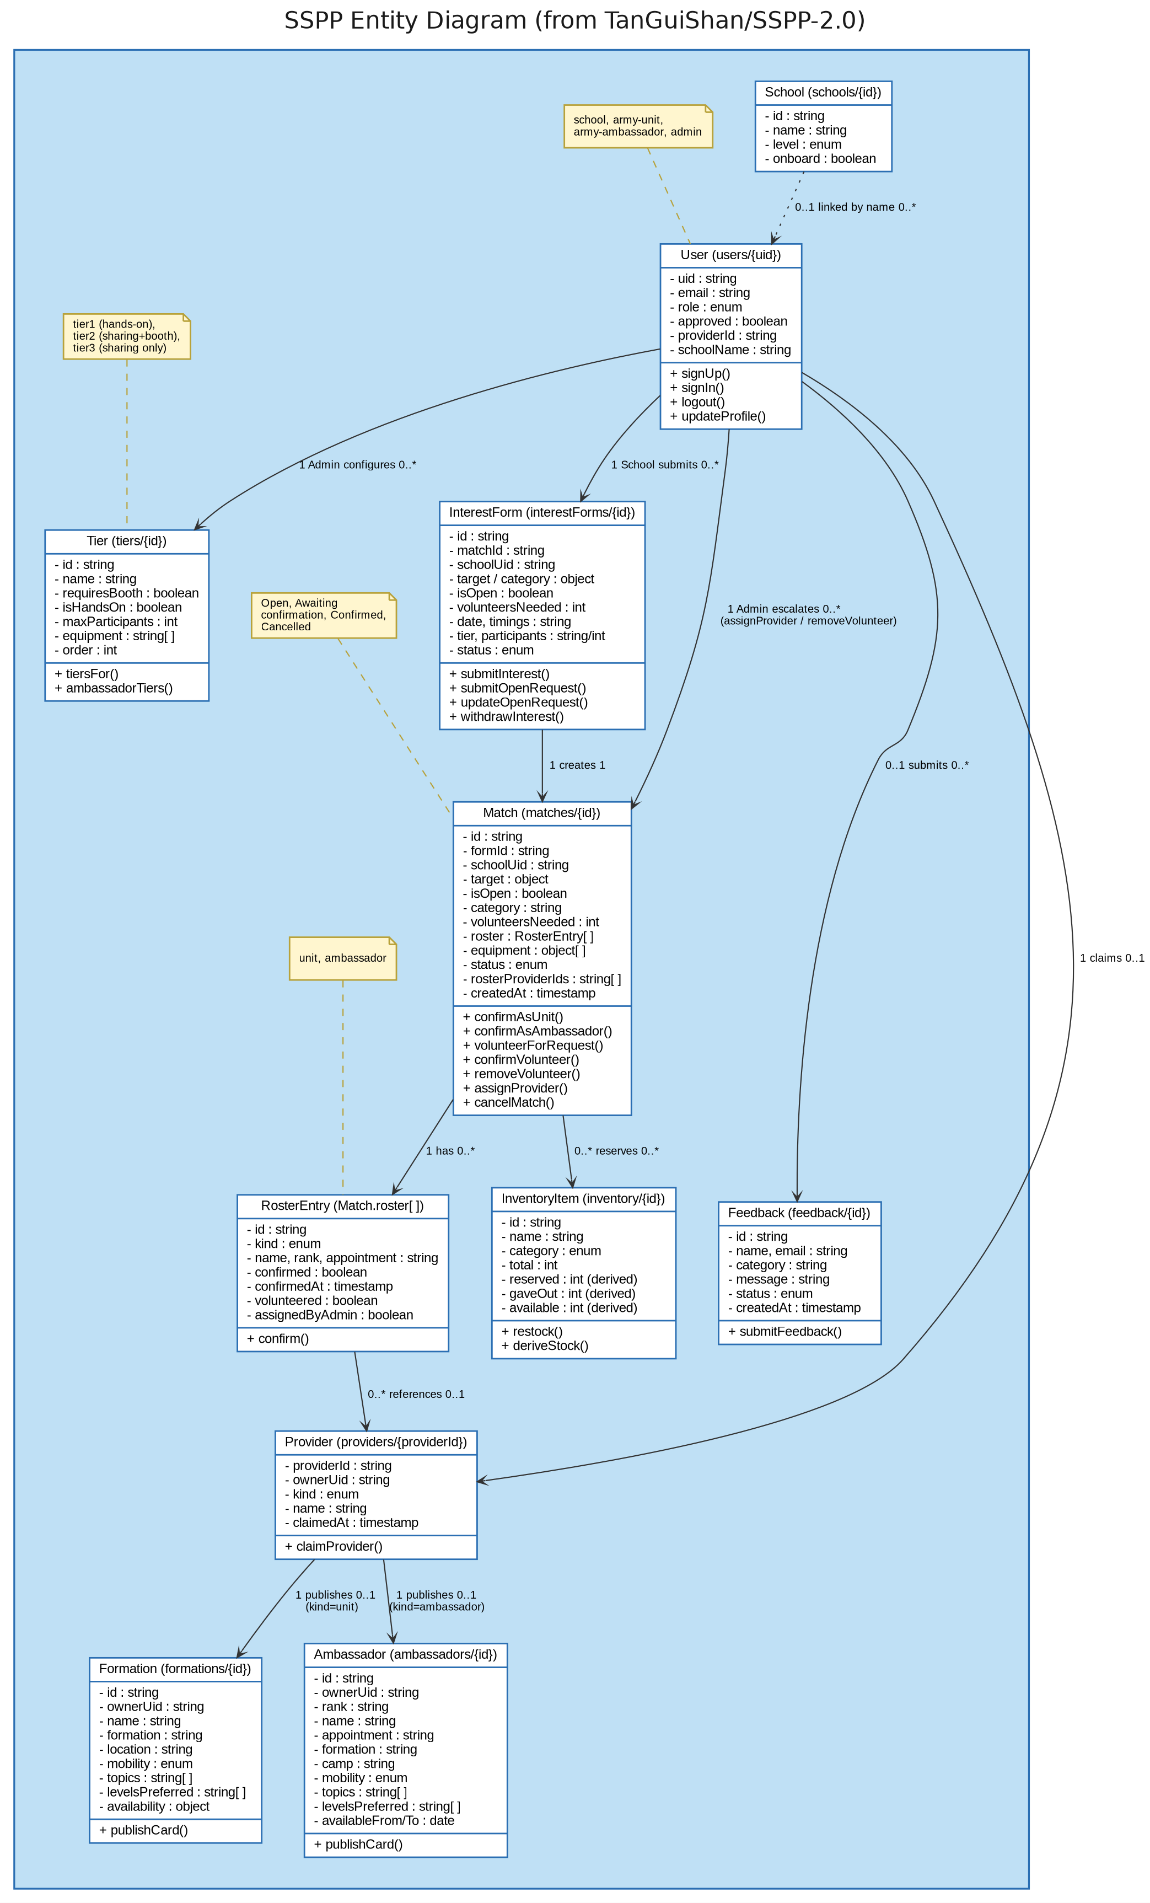 SSPP Entity Diagram (from TanGuiShan/SSPP-2.0)
School (schools/{id})
- id : string
- name : string
- level : enum
- onboard : boolean
school, army-unit,
army-ambassador, admin
0..1 linked by name 0..*
User (users/{uid})
- uid : string
- email : string
- role : enum
- approved : boolean
- providerId : string
- schoolName : string
+ signUp()
+ signIn()
+ logout()
+ updateProfile()
tier1 (hands-on),
tier2 (sharing+booth),
tier3 (sharing only)
1 Admin configures 0..*
1 School submits 0..*
Tier (tiers/{id})
- id : string
- name : string
- requiresBooth : boolean
- isHandsOn : boolean
- maxParticipants : int
- equipment : string[ ]
- order : int
+ tiersFor()
+ ambassadorTiers()
InterestForm (interestForms/{id})
- id : string
- matchId : string
- schoolUid : string
- target / category : object
- isOpen : boolean
- volunteersNeeded : int
- date, timings : string
- tier, participants : string/int
- status : enum
+ submitInterest()
+ submitOpenRequest()
+ updateOpenRequest()
+ withdrawInterest()
Open, Awaiting
confirmation, Confirmed,
Cancelled
1 Admin escalates 0..*
(assignProvider / removeVolunteer)
1 creates 1
0..1 submits 0..*
Match (matches/{id})
- id : string
- formId : string
- schoolUid : string
- target : object
- isOpen : boolean
- category : string
- volunteersNeeded : int
- roster : RosterEntry[ ]
- equipment : object[ ]
- status : enum
- rosterProviderIds : string[ ]
- createdAt : timestamp
+ confirmAsUnit()
+ confirmAsAmbassador()
+ volunteerForRequest()
+ confirmVolunteer()
+ removeVolunteer()
+ assignProvider()
+ cancelMatch()
unit, ambassador
1 claims 0..1
1 has 0..*
0..* reserves 0..*
RosterEntry (Match.roster[ ])
- id : string
- kind : enum
- name, rank, appointment : string
- confirmed : boolean
- confirmedAt : timestamp
- volunteered : boolean
- assignedByAdmin : boolean
+ confirm()
InventoryItem (inventory/{id})
- id : string
- name : string
- category : enum
- total : int
- reserved : int (derived)
- gaveOut : int (derived)
- available : int (derived)
+ restock()
+ deriveStock()
Feedback (feedback/{id})
- id : string
- name, email : string
- category : string
- message : string
- status : enum
- createdAt : timestamp
+ submitFeedback()
0..* references 0..1
Provider (providers/{providerId})
- providerId : string
- ownerUid : string
- kind : enum
- name : string
- claimedAt : timestamp
+ claimProvider()
1 publishes 0..1
(kind=unit)
1 publishes 0..1
(kind=ambassador)
Formation (formations/{id})
- id : string
- ownerUid : string
- name : string
- formation : string
- location : string
- mobility : enum
- topics : string[ ]
- levelsPreferred : string[ ]
- availability : object
+ publishCard()
Ambassador (ambassadors/{id})
- id : string
- ownerUid : string
- rank : string
- name : string
- appointment : string
- formation : string
- camp : string
- mobility : enum
- topics : string[ ]
- levelsPreferred : string[ ]
- availableFrom/To : date
+ publishCard()